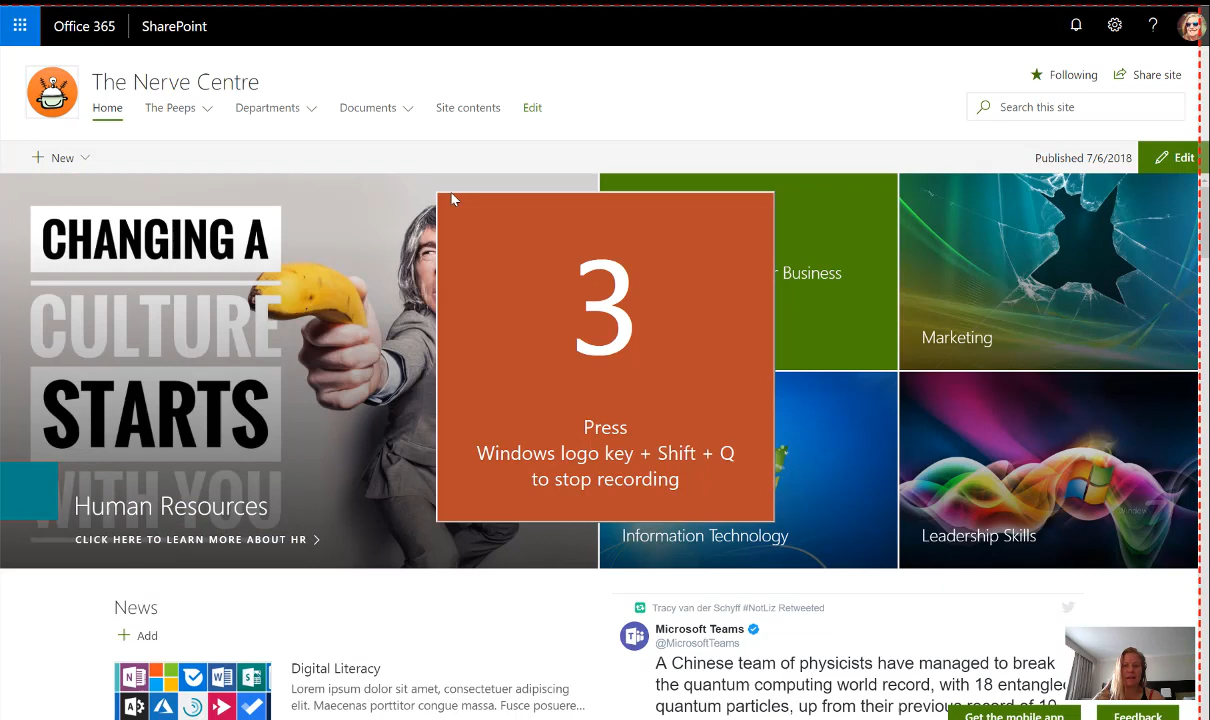 Office 365
SharePoint
The Nerve Centre
Following
Share site
Home
The Peeps
Departments
Documents
Site contents
Edit
Search this site
New
Published 7/6/2018
Edit
CHANGING A
CULTURE
STARTS
WITH YOU
Human Resources
CLICK HERE TO LEARN MORE ABOUT HR
3
Press
Windows logo key + Shift + Q
to stop recording
r Business
Marketing
Information Technology
Leadership Skills
News
Add
Digital Literacy
Lorem ipsum dolor sit amet, consectetuer adipiscing
elit. Maecenas porttitor congue massa. Fusce posuere...
Tracy van der Schyff #NotLiz Retweeted
Microsoft Teams
@MicrosoftTeams
A Chinese team of physicists have managed to break
the quantum computing world record, with 18 entangle
quantum particles, up from their previous record of 10
Get the mobile app
Feedback